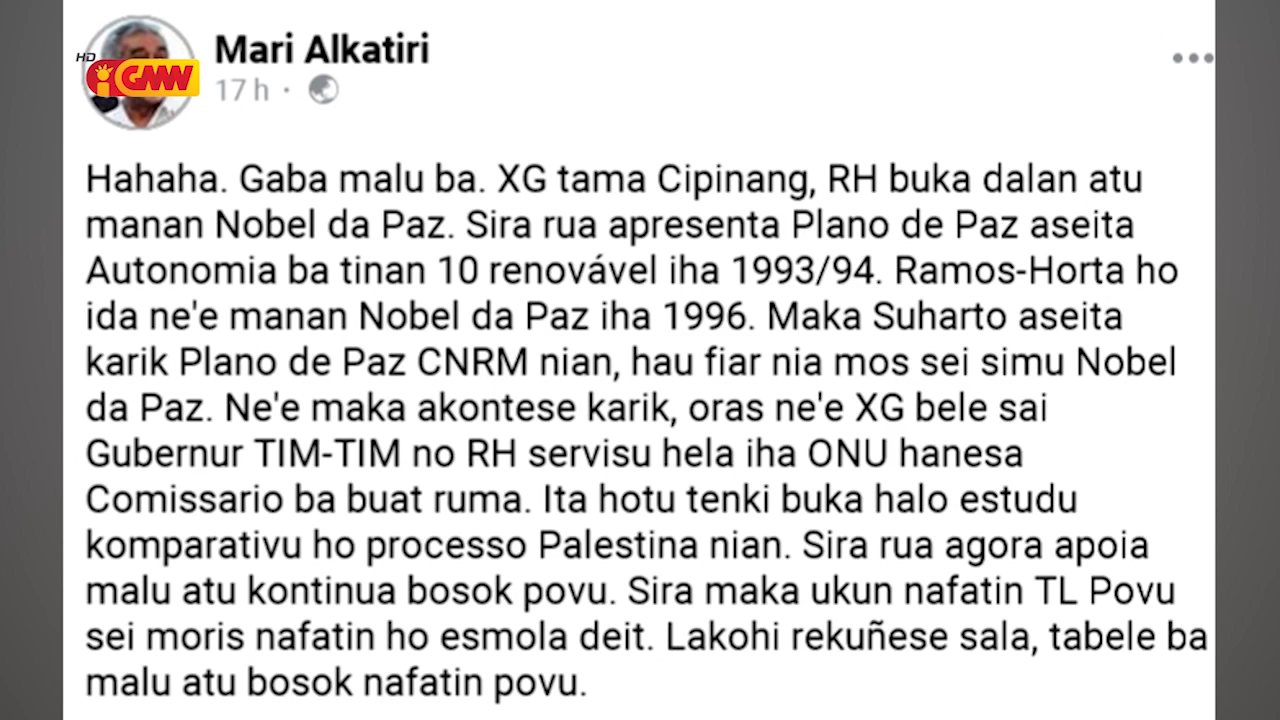 Mari Alkatiri
HD
GMN
17 h ·
Hahaha. Gaba malu ba. XG tama Cipinang, RH buka dalan atu
manan Nobel da Paz. Sira rua apresenta Plano de Paz aseita
Autonomia ba tinan 10 renovável iha 1993/94. Ramos-Horta ho
ida ne'e manan Nobel da Paz iha 1996. Maka Suharto aseita
karik Plano de Paz CNRM nian, hau fiar nia mos sei simu Nobel
da Paz. Ne'e maka akontese karik, oras ne'e XG bele sai
Gubernur TIM-TIM no RH servisu hela iha ONU hanesa
Comissario ba buat ruma. Ita hotu tenki buka halo estudu
komparativu ho processo Palestina nian. Sira rua agora apoia
malu atu kontinua bosok povu. Sira maka ukun nafatin TL Povu
sei moris nafatin ho esmola deit. Lakohi rekuñese sala, tabele ba
malu atu bosok nafatin povu.